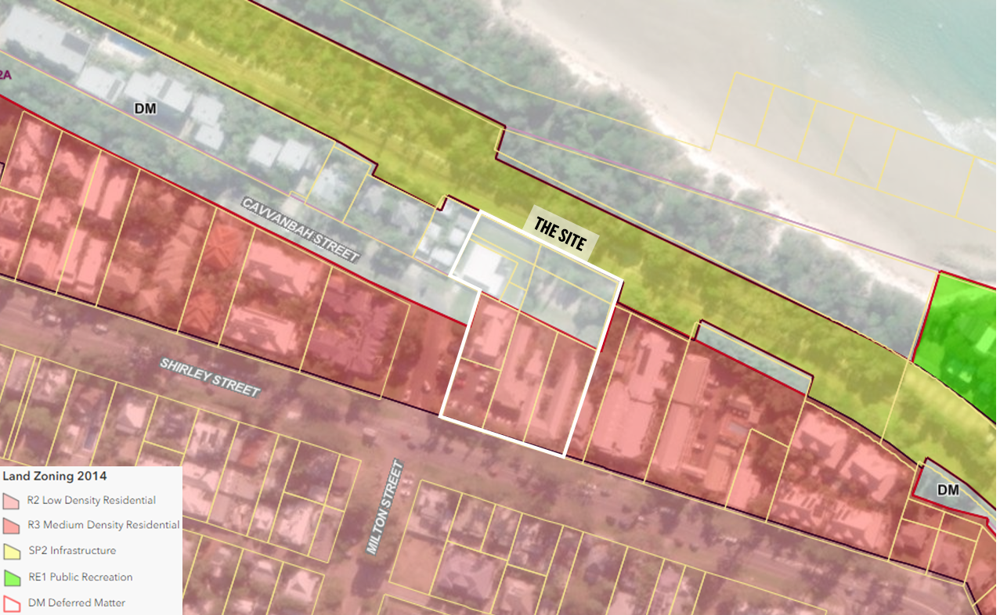 2A
DM
THE SITE
CAVVANBAH STREET
SHIRLEY STREET
MILTON STREET
DM
Land Zoning 2014
R2 Low Density Residential
R3 Medium Density Residential
SP2 Infrastructure
RE1 Public Recreation
DM Deferred Matter